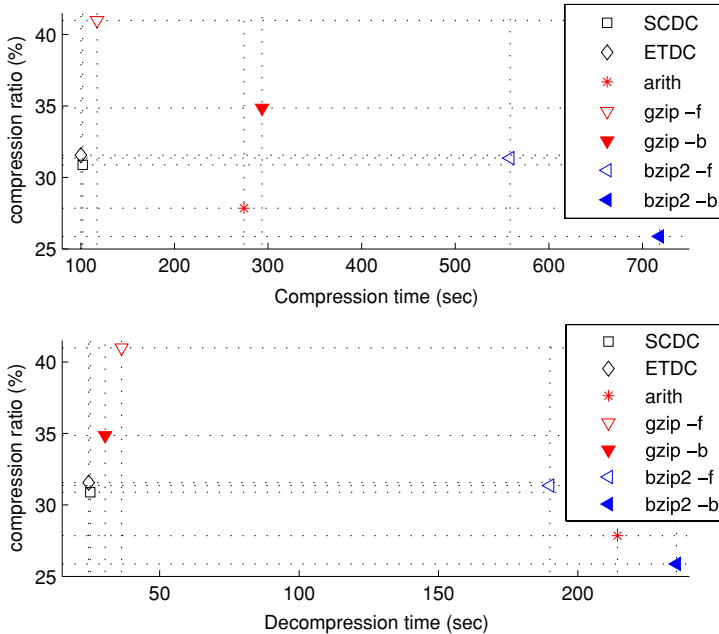 compression ratio (%)
40
35
30
25
100 200 300 400 500 600 700
Compression time (sec)
SCDC
ETDC
arith
gzip −f
gzip −b
bzip2 −f
bzip2 −b
compression ratio (%)
40
35
30
25
50 100 150 200
Decompression time (sec)
SCDC
ETDC
arith
gzip −f
gzip −b
bzip2 −f
bzip2 −b